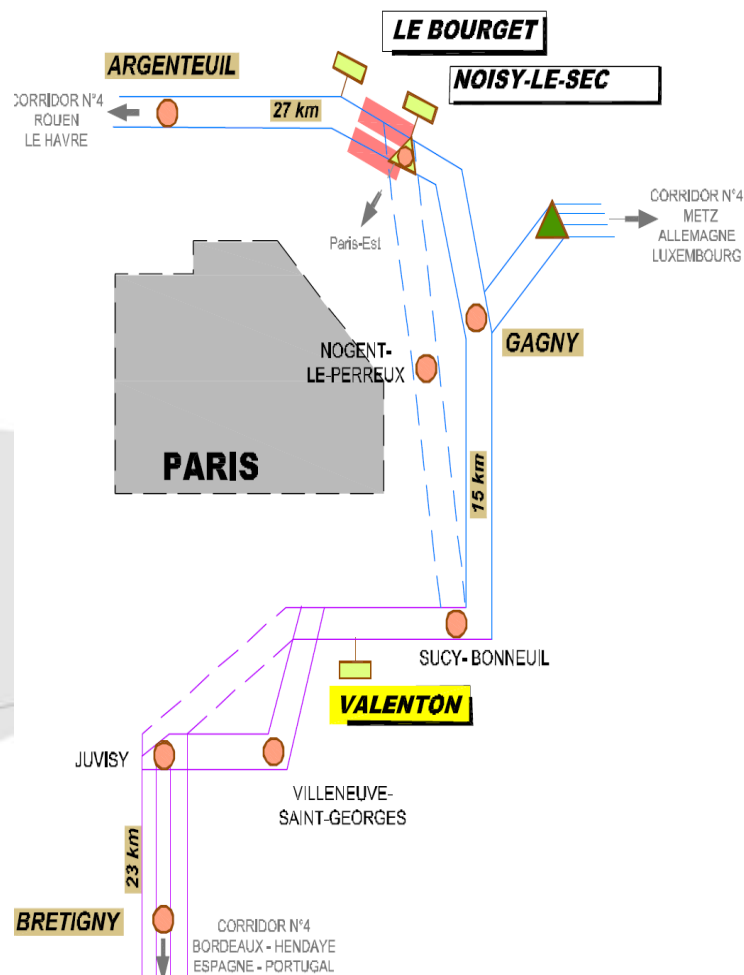 LE BOURGET
ARGENTEUIL
NOISY-LE-SEC
CORRIDOR N°4
ROUEN
LE HAVRE
27 km
CORRIDOR N°4
METZ
ALLEMAGNE
LUXEMBOURG
Paris-Est
GAGNY
NOGENT-
LE-PERREUX
PARIS
15 km
SUCY-BONNEUIL
VALENTON
JUVISY
VILLENEUVE-
SAINT-GEORGES
23 km
BRETIGNY
CORRIDOR N°4
BORDEAUX - HENDAYE
ESPAGNE - PORTUGAL